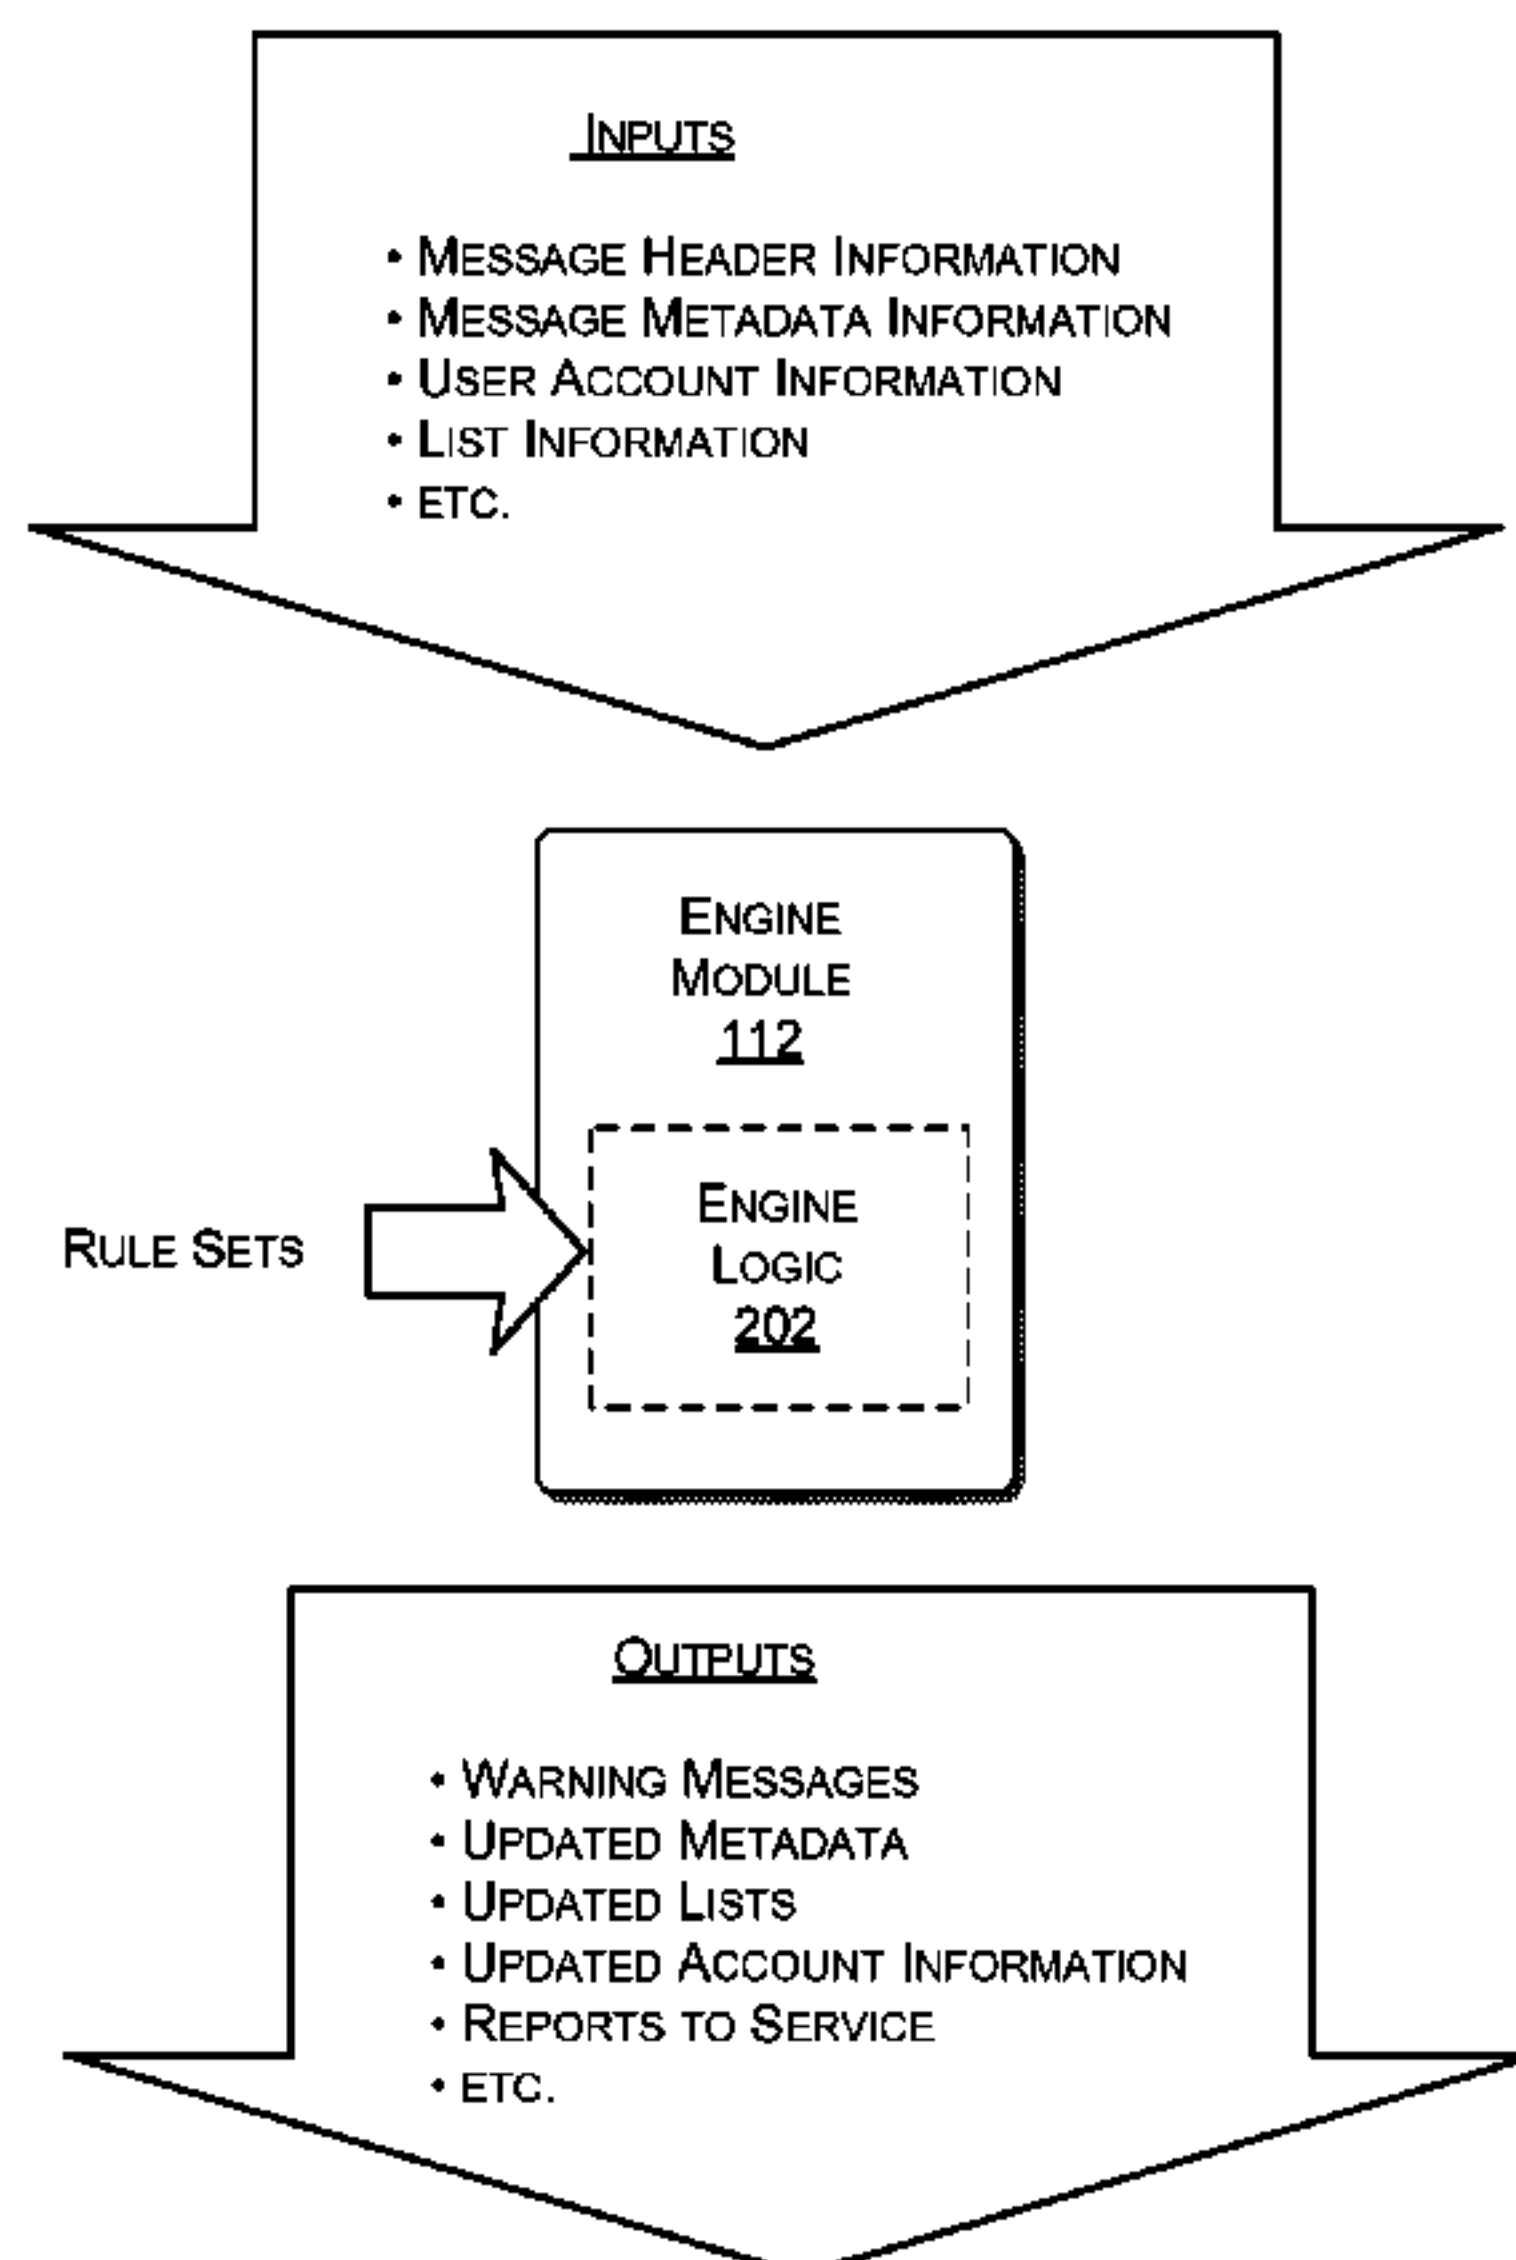 INPUTS
• MESSAGE HEADER INFORMATION
• MESSAGE METADATA INFORMATION
• USER ACCOUNT INFORMATION
• LIST INFORMATION
• ETC.
ENGINE
MODULE
112
RULE SETS
ENGINE
LOGIC
202
OUTPUTS
• WARNING MESSAGES
• UPDATED METADATA
• UPDATED LISTS
• UPDATED ACCOUNT INFORMATION
• REPORTS TO SERVICE
• ETC.